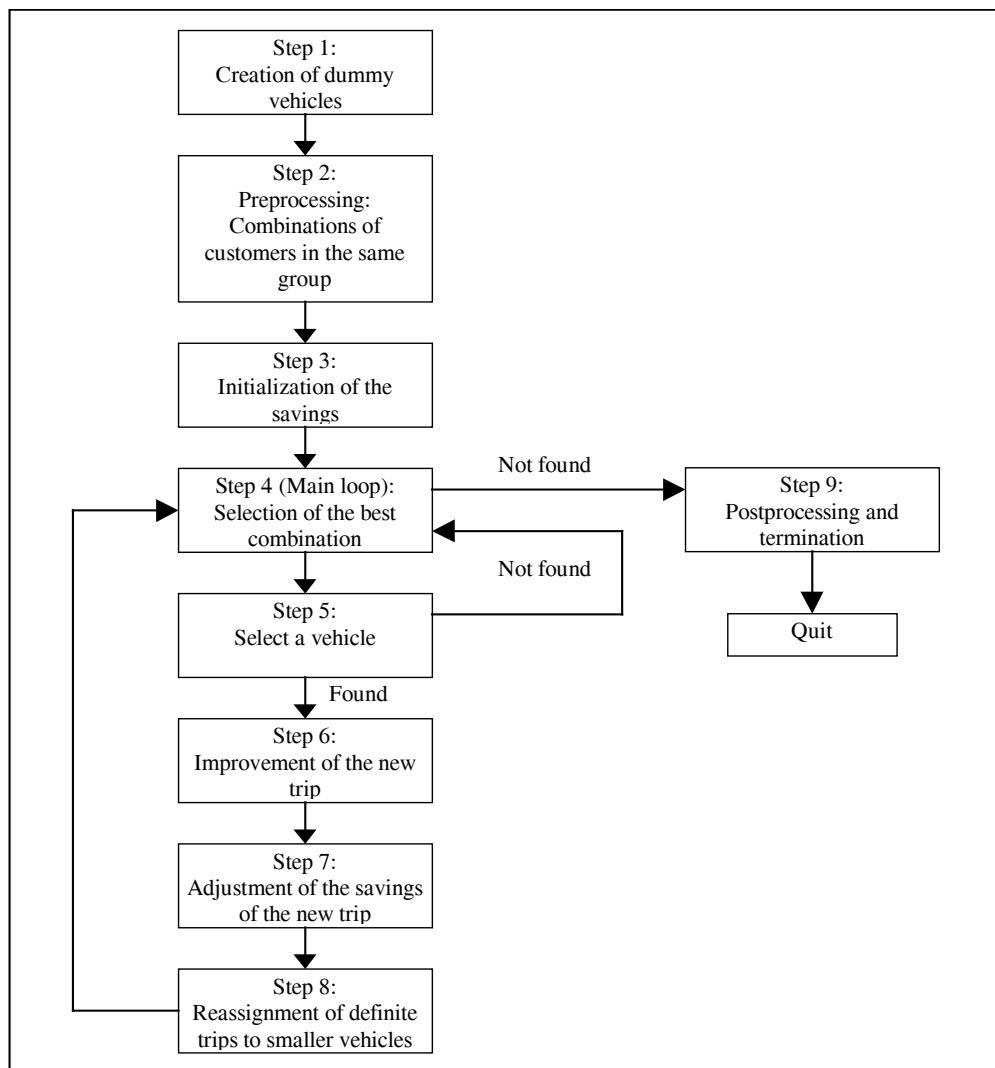 Step 1:
Creation of dummy
vehicles
Step 2:
Preprocessing:
Combinations of
customers in the same
group
Step 3:
Initialization of the
savings
Not found
Step 4 (Main loop):
Selection of the best
combination
Step 9:
Postprocessing and
termination
Not found
Step 5:
Select a vehicle
Quit
Found
Step 6:
Improvement of the new
trip
Step 7:
Adjustment of the savings
of the new trip
Step 8:
Reassignment of definite
trips to smaller vehicles